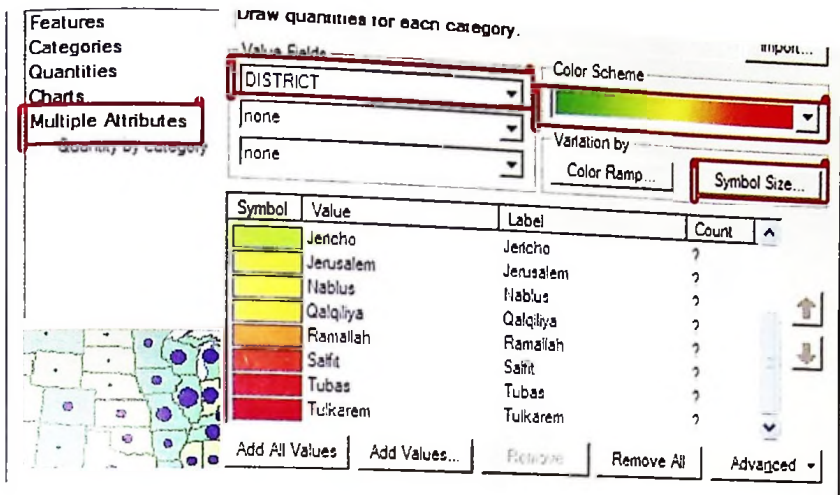 Features
Categories
Quantities
Charts
Multiple Attributes
Quantity by category
Draw quantities for each category.
Import...
Value Fields
DISTRICT
none
none
Color Scheme
Variation by
Color Ramp...
Symbol Size...
Symbol Value Label Count
Jericho Jericho ?
Jerusalem Jerusalem ?
Nablus Nablus ?
Qalqiliya Qalqiliya ?
Ramallah Ramallah ?
Salfit Salfit ?
Tubas Tubas ?
Tulkarem Tulkarem ?
Add All Values Add Values... Remove Remove All Advanced